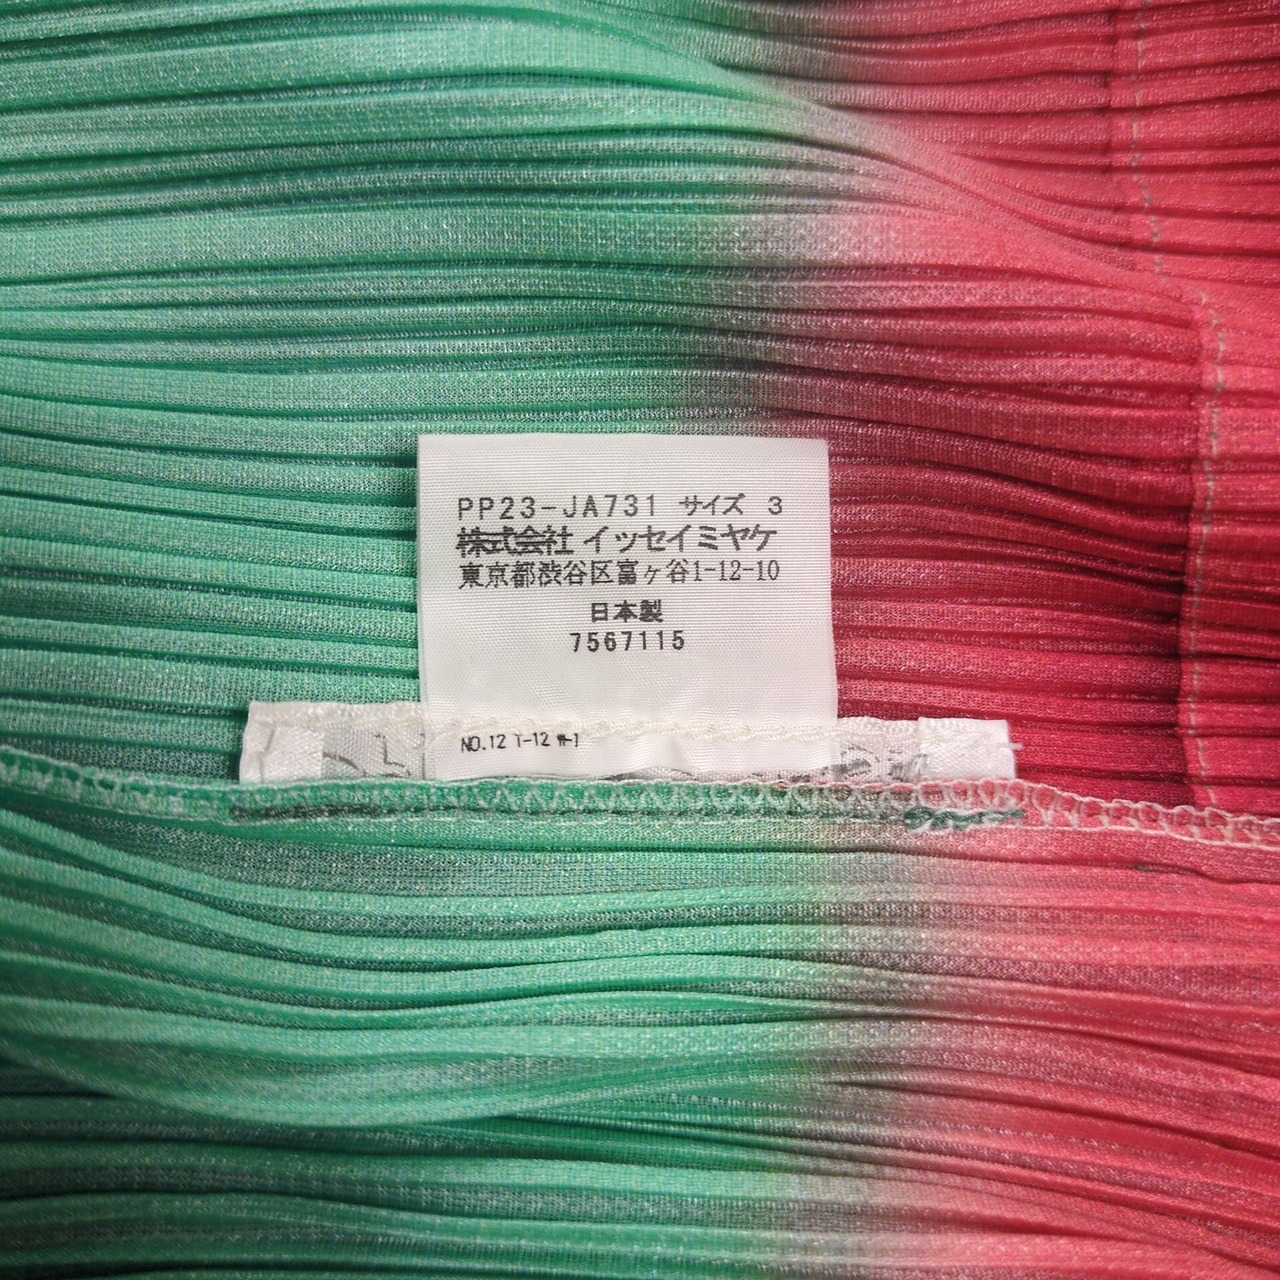 PP23-JA731 サイズ 3
株式会社 イッセイミヤケ
東京都渋谷区富ヶ谷1-12-10
日本製
7567115
NO.12 T-12 #-1